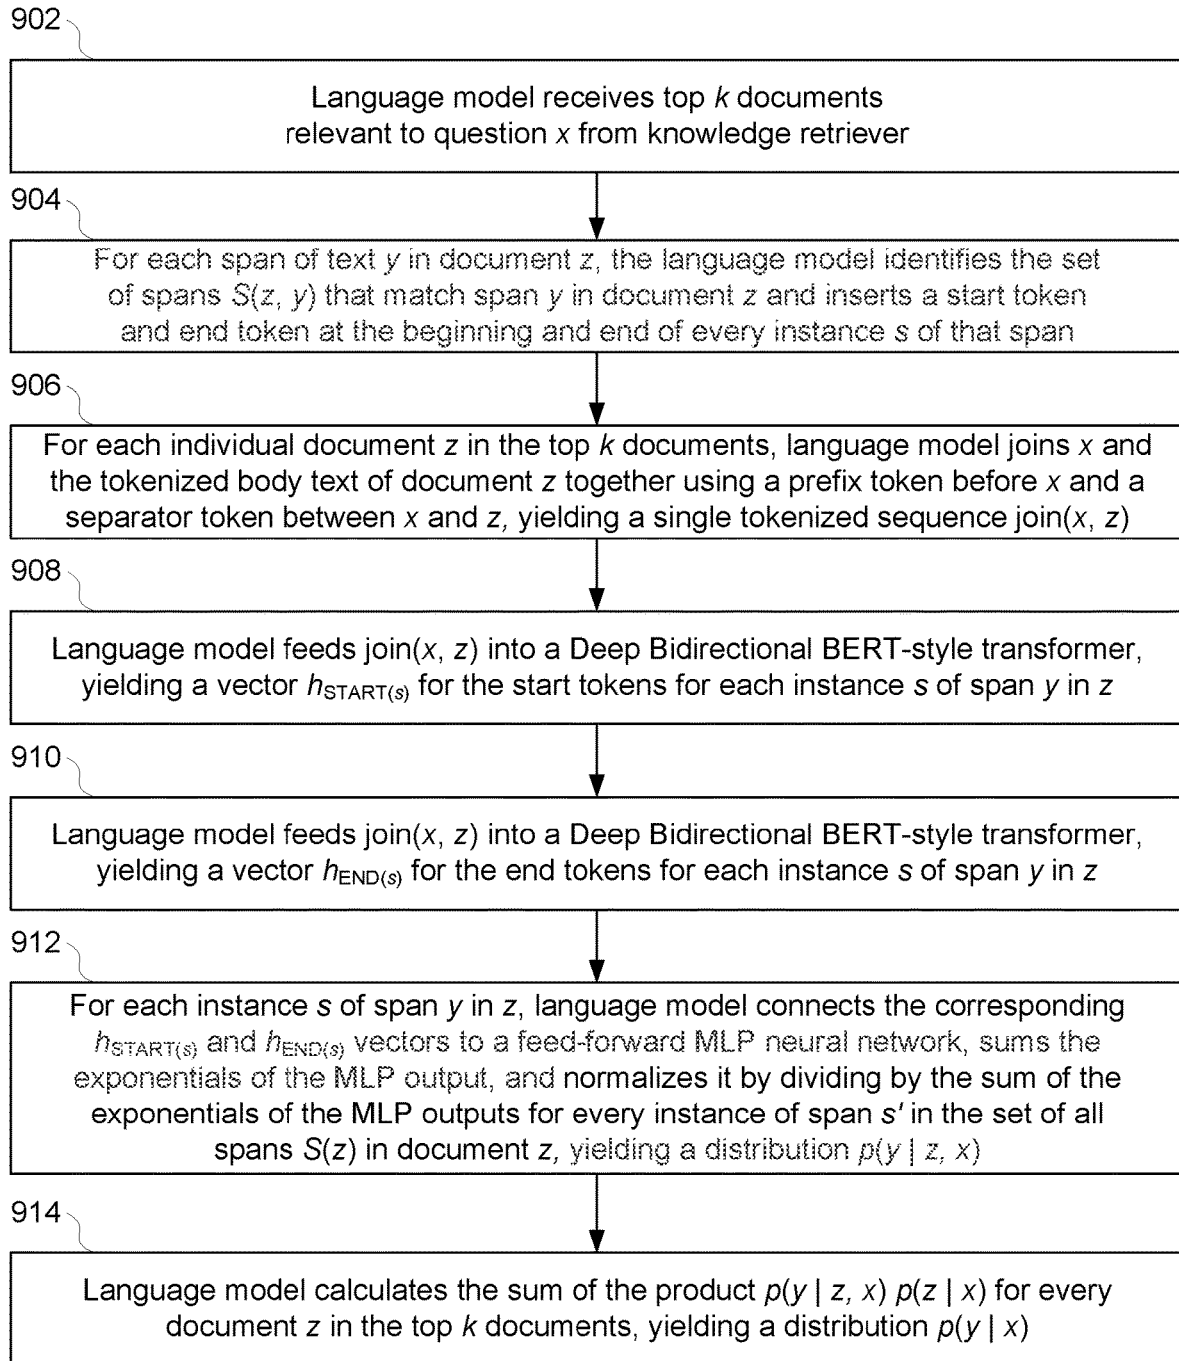 902
Language model receives top k documents
relevant to question x from knowledge retriever
904
For each span of text y in document z, the language model identifies the set
of spans S(z, y) that match span y in document z and inserts a start token
and end token at the beginning and end of every instance s of that span
906
For each individual document z in the top k documents, language model joins x and
the tokenized body text of document z together using a prefix token before x and a
separator token between x and z, yielding a single tokenized sequence join(x, z)
908
Language model feeds join(x, z) into a Deep Bidirectional BERT-style transformer,
yielding a vector hSTART(s) for the start tokens for each instance s of span y in z
910
Language model feeds join(x, z) into a Deep Bidirectional BERT-style transformer,
yielding a vector hEND(s) for the end tokens for each instance s of span y in z
912
For each instance s of span y in z, language model connects the corresponding
hSTART(s) and hEND(s) vectors to a feed-forward MLP neural network, sums the
exponentials of the MLP output, and normalizes it by dividing by the sum of the
exponentials of the MLP outputs for every instance of span s' in the set of all
spans S(z) in document z, yielding a distribution p(y | z, x)
914
Language model calculates the sum of the product p(y | z, x) p(z | x) for every
document z in the top k documents, yielding a distribution p(y | x)